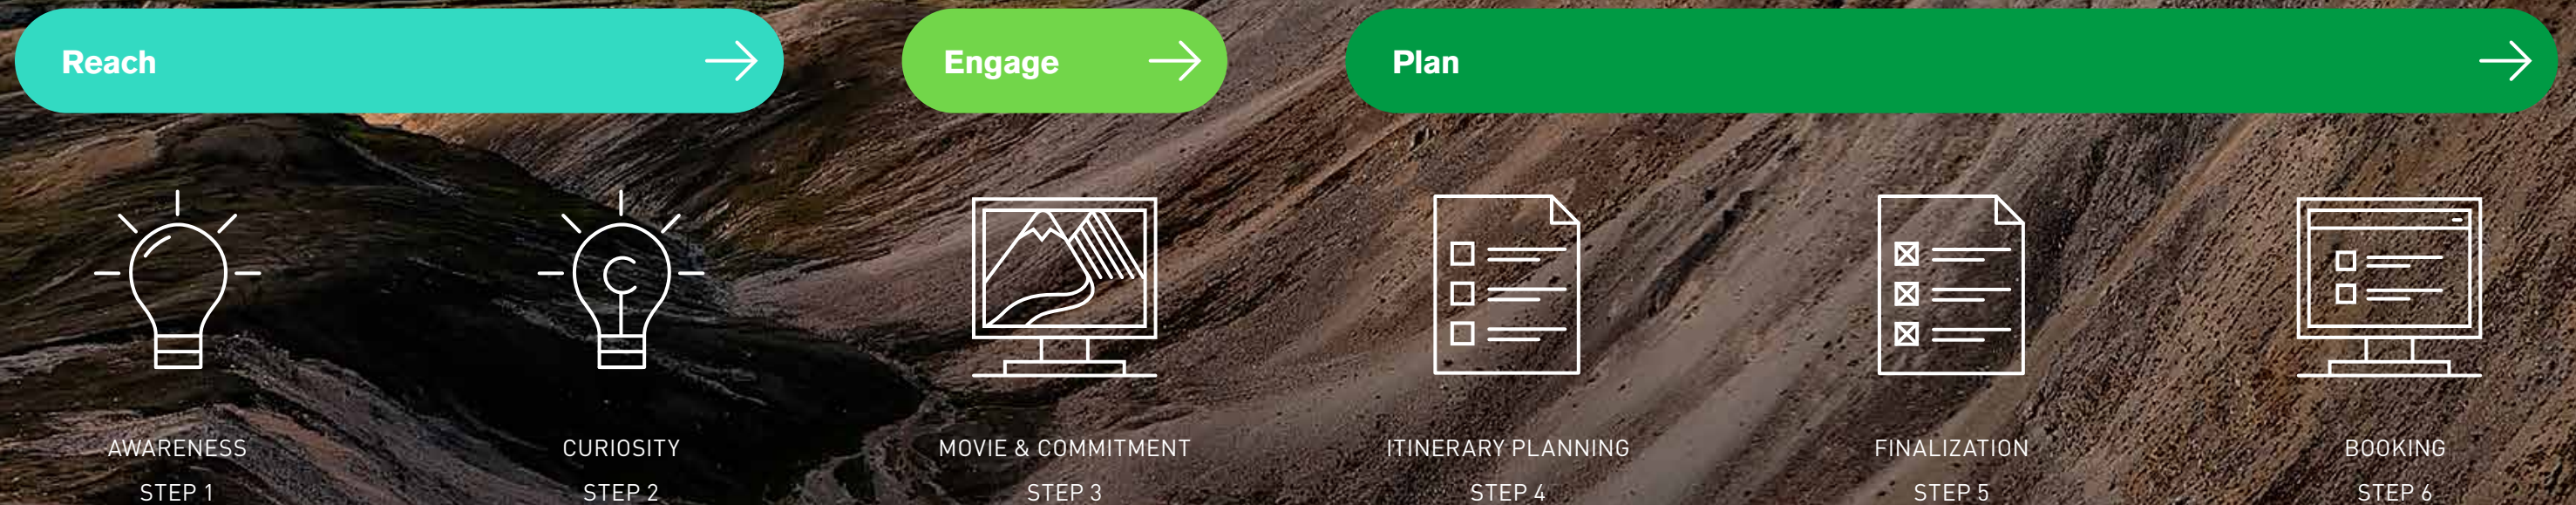 Reach
Engage
Plan
AWARENESS
STEP 1
CURIOSITY
STEP 2
MOVIE & COMMITMENT
STEP 3
ITINERARY PLANNING
STEP 4
FINALIZATION
STEP 5
BOOKING
STEP 6